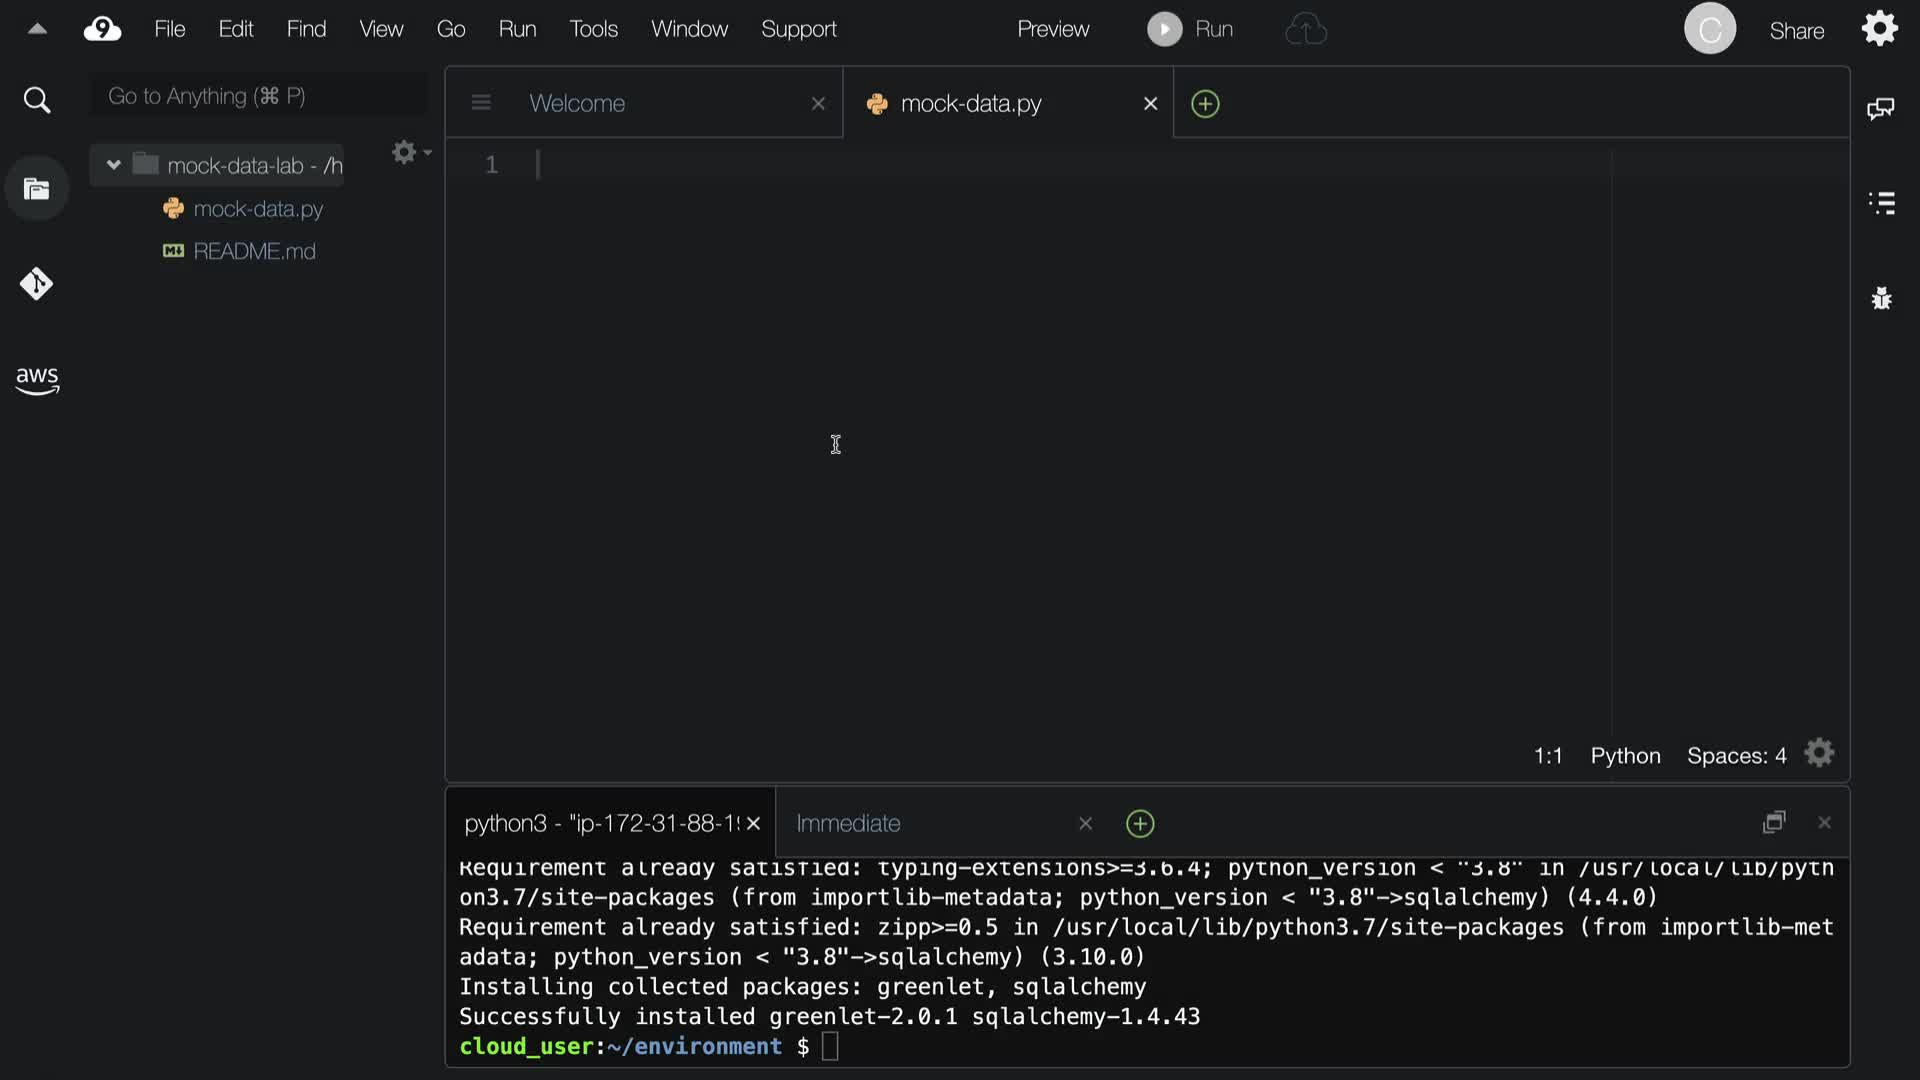 9 File Edit Find View Go Run Tools Window Support Preview Run C Share
Go to Anything (⌘ P)
Welcome mock-data.py
mock-data-lab - /h
mock-data.py
README.md
aws
1
1:1 Python Spaces: 4
python3 - "ip-172-31-88-1 Immediate
Requirement already satisfied: typing-extensions>=3.6.4; python_version < "3.8" in /usr/local/lib/pyth
on3.7/site-packages (from importlib-metadata; python_version < "3.8"->sqlalchemy) (4.4.0)
Requirement already satisfied: zipp>=0.5 in /usr/local/lib/python3.7/site-packages (from importlib-met
adata; python_version < "3.8"->sqlalchemy) (3.10.0)
Installing collected packages: greenlet, sqlalchemy
Successfully installed greenlet-2.0.1 sqlalchemy-1.4.43
cloud_user:~/environment $